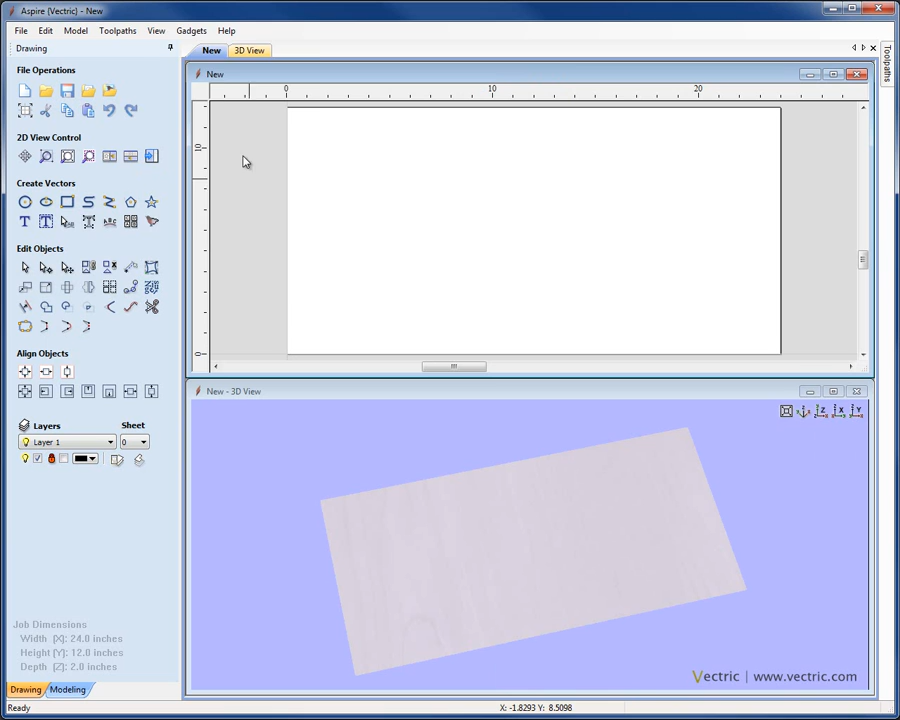 Aspire (Vectric) - New
File Edit Model Toolpaths View Gadgets Help
Drawing
New
3D View
Toolpaths
File Operations
2D View Control
Create Vectors
Edit Objects
Align Objects
Layers
Sheet
Layer 1
0
Job Dimensions
Width [X]: 24.0 inches
Height [Y]: 12.0 inches
Depth [Z]: 2.0 inches
Drawing
Modeling
New
0 10 20
10
0
New - 3D View
Vectric | www.vectric.com
Ready
X: -1.8293 Y: 8.5098